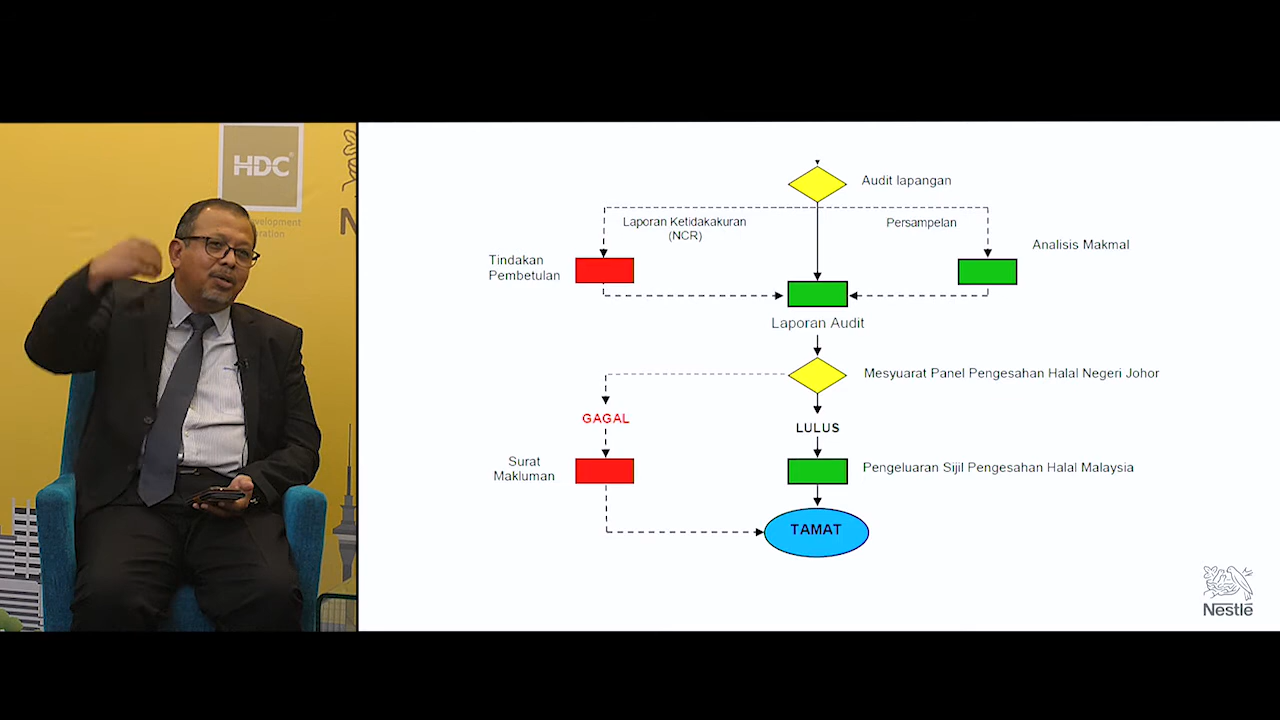 HDC
Development
Audit lapangan
Laporan Ketidakakuran
(NCR)
Persampelan
Analisis Makmal
Tindakan
Pembetulan
Laporan Audit
Mesyuarat Panel Pengesahan Halal Negeri Johor
GAGAL
LULUS
Surat
Makluman
Pengeluaran Sijil Pengesahan Halal Malaysia
TAMAT
Nestlé